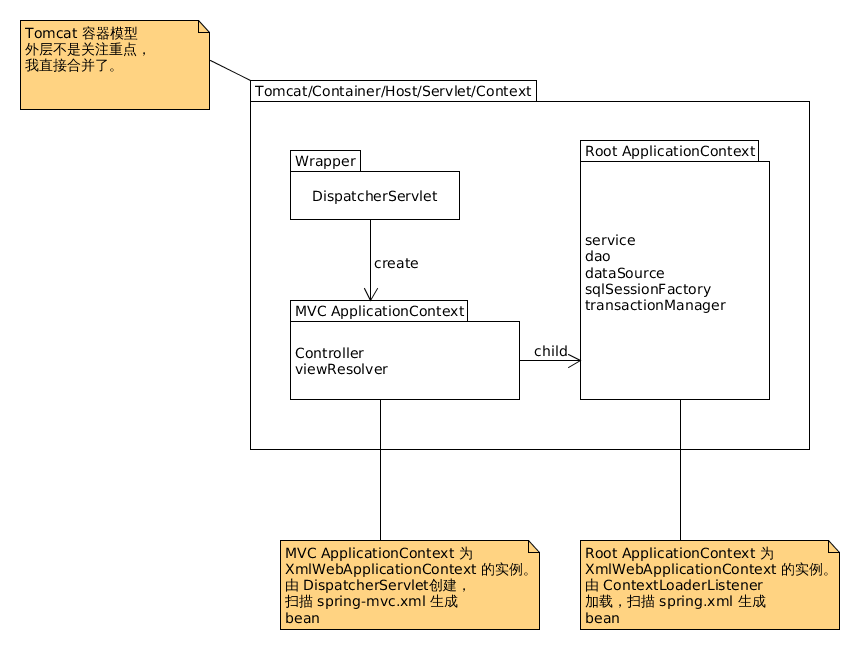 Tomcat 容器模型
外层不是关注重点，
我直接合并了。
Tomcat/Container/Host/Servlet/Context
Wrapper
DispatcherServlet
create
MVC ApplicationContext
Controller
viewResolver
child
Root ApplicationContext
service
dao
dataSource
sqlSessionFactory
transactionManager
MVC ApplicationContext 为
XmlWebApplicationContext 的实例。
由 DispatcherServlet创建，
扫描 spring-mvc.xml 生成
bean
Root ApplicationContext 为
XmlWebApplicationContext 的实例。
由 ContextLoaderListener
加载，扫描 spring.xml 生成
bean